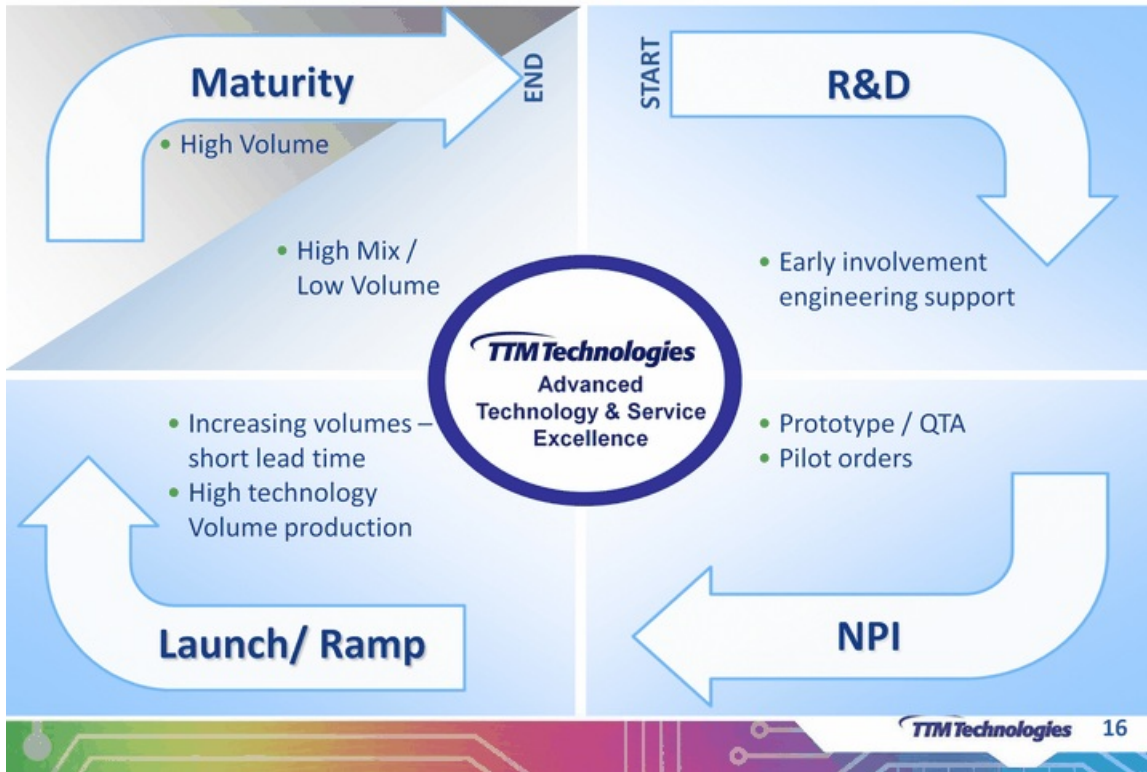 Maturity
• High Volume
• High Mix /
Low Volume
END
START
R&D
• Early involvement
engineering support
TTM Technologies
Advanced
Technology & Service
Excellence
• Increasing volumes –
short lead time
• High technology
Volume production
Launch/ Ramp
• Prototype / QTA
• Pilot orders
NPI
TTM Technologies
16